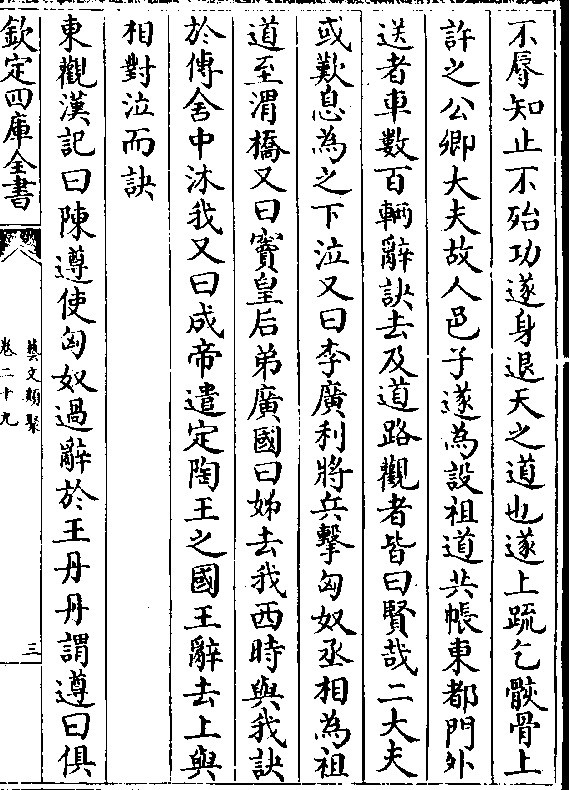 不辱知止不殆功遂身退天之道也遂上疏乞骸骨上
許之公卿大夫故人邑子遂為設祖道共帳東都門外
送者車數百輛辭訣去及道路觀者皆曰賢哉二大夫
或歎息為之下泣又曰李廣利將兵擊匈奴丞相為祖
道至渭橋又曰竇皇后弟廣國曰姊去我西時與我訣
於傳舍中沐我又曰成帝遣定陶王之國王辭去上與
相對泣而訣
東觀漢記曰陳遵使匈奴過辭於王丹丹謂遵曰俱
欽定四庫全書
藝文類聚
卷二十九
三